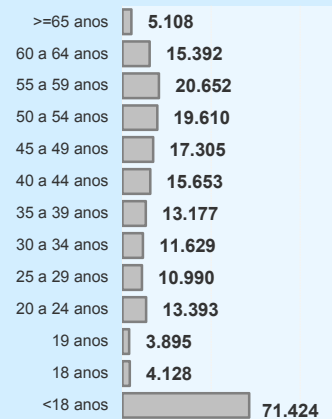 >=65 anos 5.108
60 a 64 anos 15.392
55 a 59 anos 20.652
50 a 54 anos 19.610
45 a 49 anos 17.305
40 a 44 anos 15.653
35 a 39 anos 13.177
30 a 34 anos 11.629
25 a 29 anos 10.990
20 a 24 anos 13.393
19 anos 3.895
18 anos 4.128
<18 anos 71.424